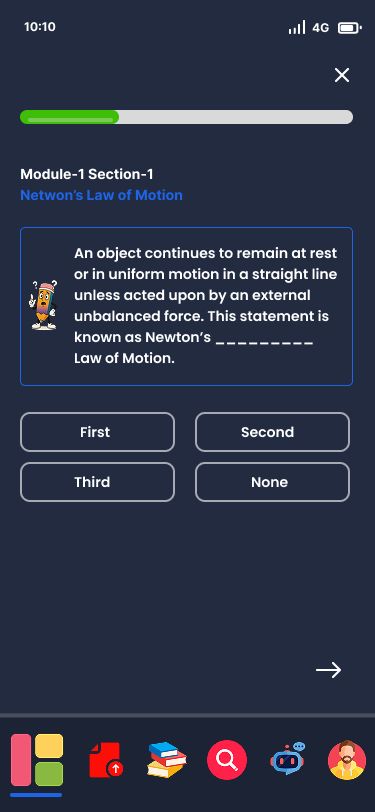 10:10
4G
Module-1 Section-1
Netwon's Law of Motion
An object continues to remain at rest
or in uniform motion in a straight line
unless acted upon by an external
unbalanced force. This statement is
known as Newton's _________
Law of Motion.
First
Second
Third
None